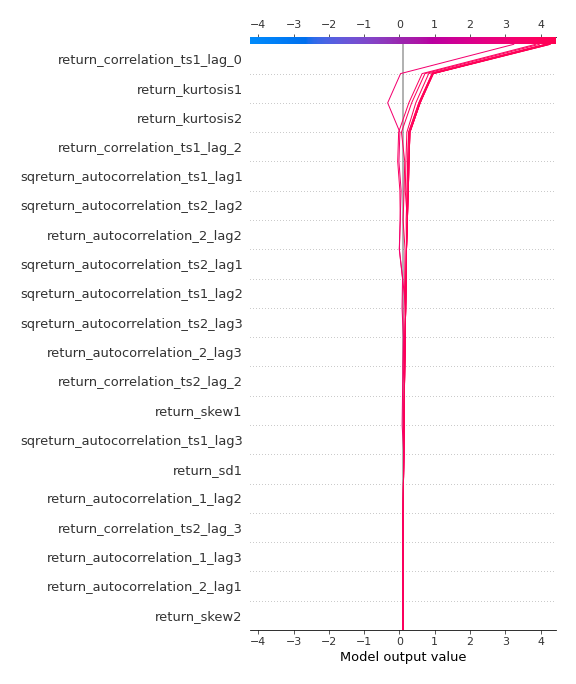 −4 −3 −2 −1 0 1 2 3 4
return_correlation_ts1_lag_0
return_kurtosis1
return_kurtosis2
return_correlation_ts1_lag_2
sqreturn_autocorrelation_ts1_lag1
sqreturn_autocorrelation_ts2_lag2
return_autocorrelation_2_lag2
sqreturn_autocorrelation_ts2_lag1
sqreturn_autocorrelation_ts1_lag2
sqreturn_autocorrelation_ts2_lag3
return_autocorrelation_2_lag3
return_correlation_ts2_lag_2
return_skew1
sqreturn_autocorrelation_ts1_lag3
return_sd1
return_autocorrelation_1_lag2
return_correlation_ts2_lag_3
return_autocorrelation_1_lag3
return_autocorrelation_2_lag1
return_skew2
−4 −3 −2 −1 0 1 2 3 4
Model output value